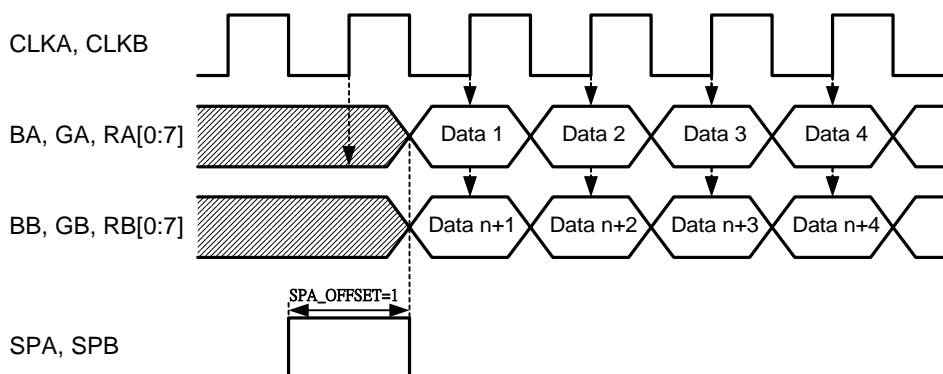 CLKA, CLKB
BA, GA, RA[0:7]
Data 1 Data 2 Data 3 Data 4
BB, GB, RB[0:7]
Data n+1 Data n+2 Data n+3 Data n+4
SPA_OFFSET=1
SPA, SPB